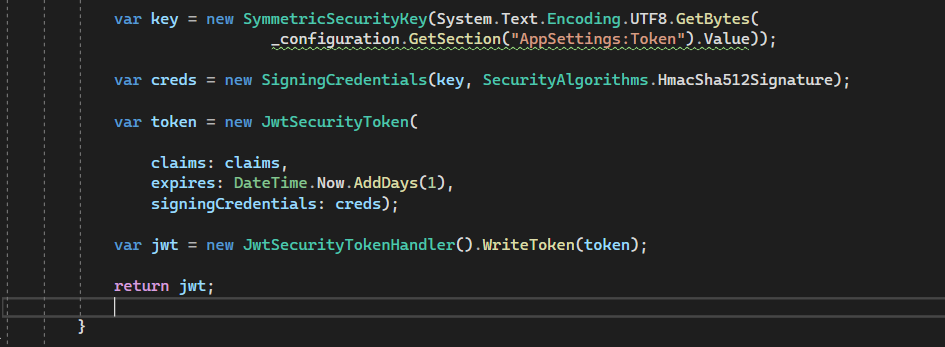 var key = new SymmetricSecurityKey(System.Text.Encoding.UTF8.GetBytes(
_configuration.GetSection("AppSettings:Token").Value));
var creds = new SigningCredentials(key, SecurityAlgorithms.HmacSha512Signature);
var token = new JwtSecurityToken(
claims: claims,
expires: DateTime.Now.AddDays(1),
signingCredentials: creds);
var jwt = new JwtSecurityTokenHandler().WriteToken(token);
return jwt;
}